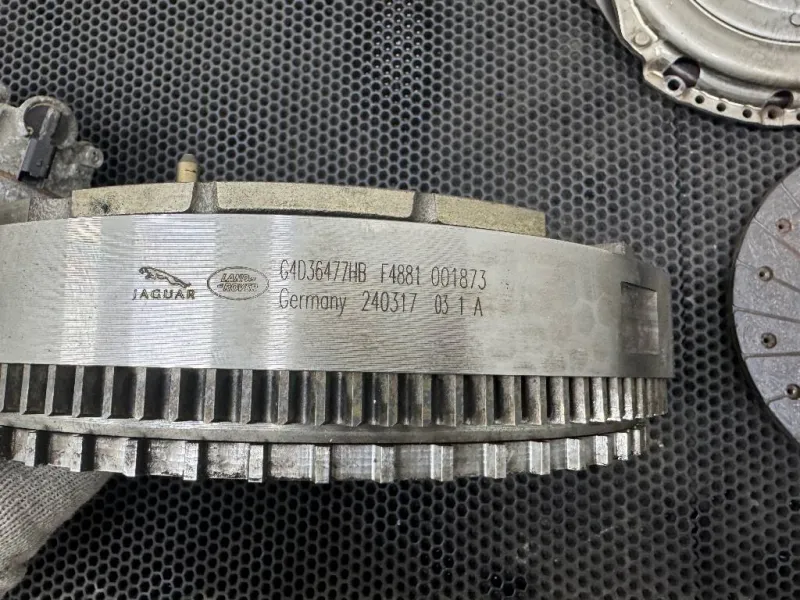 JAGUAR
LAND ROVER
G4D36477HB F4881 001873
Germany 240317 03 1 A